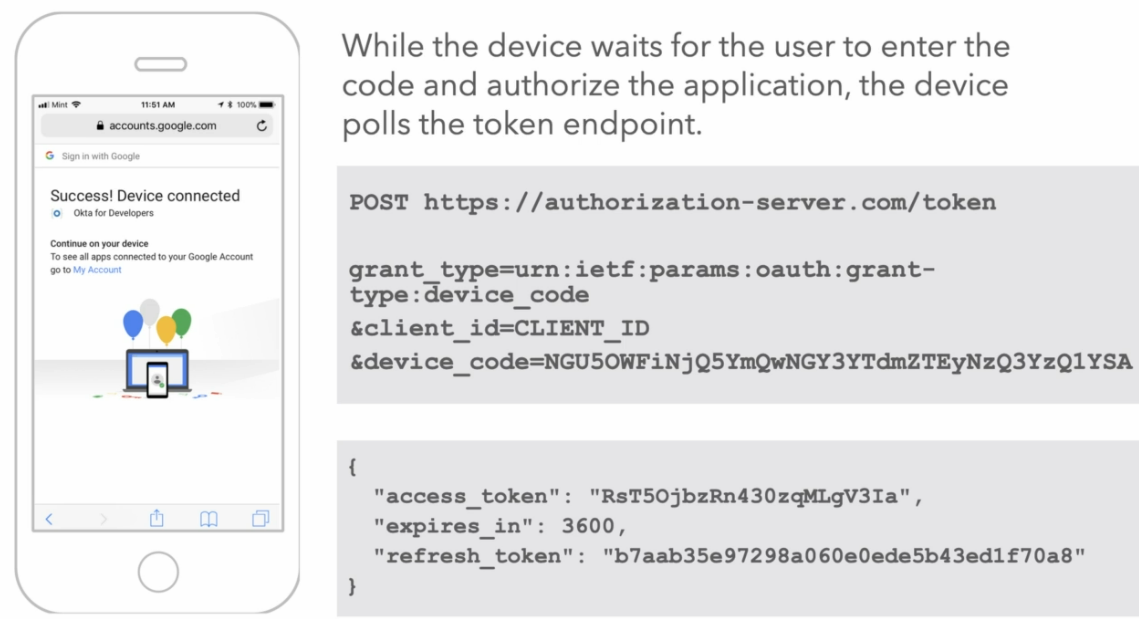 Mint 11:51 AM 100%
accounts.google.com
G Sign in with Google
Success! Device connected
Okta for Developers
Continue on your device
To see all apps connected to your Google Account
go to My Account
While the device waits for the user to enter the
code and authorize the application, the device
polls the token endpoint.
POST https://authorization-server.com/token
grant_type=urn:ietf:params:oauth:grant-
type:device_code
&client_id=CLIENT_ID
&device_code=NGU5OWFiNjQ5YmQwNGY3YTdmZTEyNzQ3YzQ1YSA
{
"access_token": "RsT5OjbzRn430zqMLgV3Ia",
"expires_in": 3600,
"refresh_token": "b7aab35e97298a060e0ede5b43ed1f70a8"
}